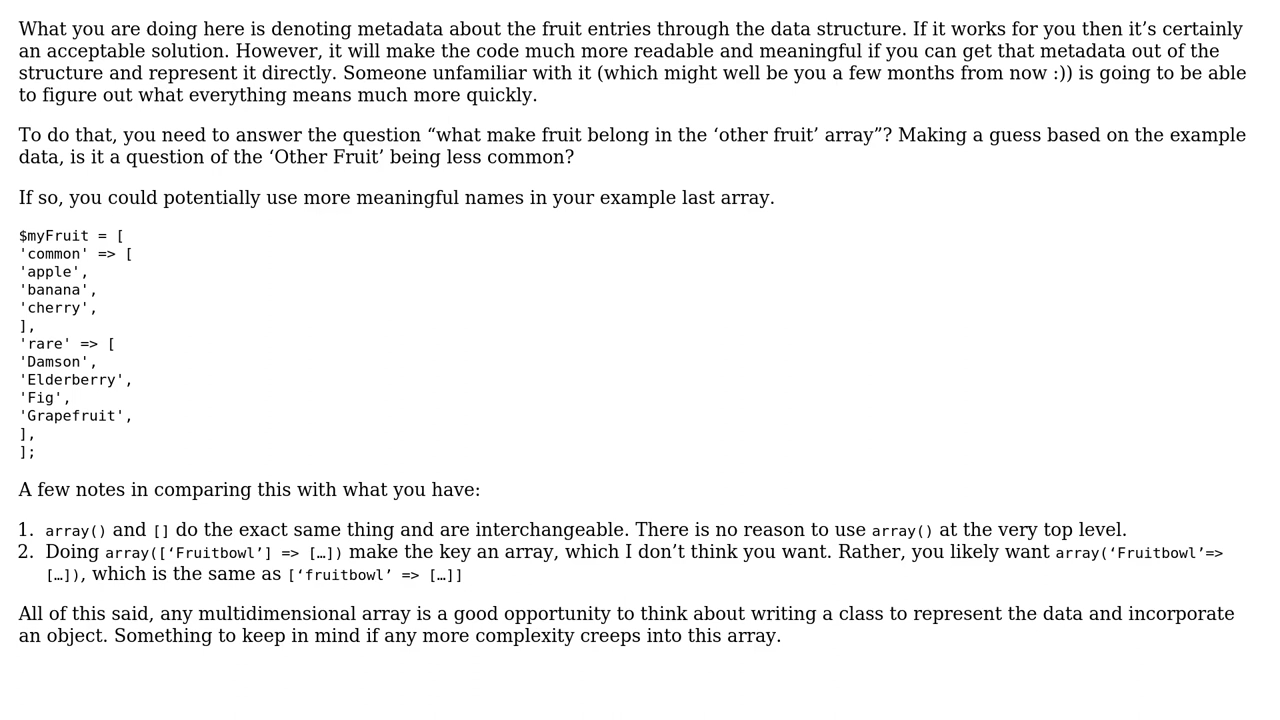 What you are doing here is denoting metadata about the fruit entries through the data structure. If it works for you then it’s certainly
an acceptable solution. However, it will make the code much more readable and meaningful if you can get that metadata out of the
structure and represent it directly. Someone unfamiliar with it (which might well be you a few months from now :)) is going to be able
to figure out what everything means much more quickly.
To do that, you need to answer the question “what make fruit belong in the ‘other fruit’ array”? Making a guess based on the example
data, is it a question of the ‘Other Fruit’ being less common?
If so, you could potentially use more meaningful names in your example last array.
$myFruit = [
'common' => [
'apple',
'banana',
'cherry',
],
'rare' => [
'Damson',
'Elderberry',
'Fig',
'Grapefruit',
],
];
A few notes in comparing this with what you have:
1. array() and [] do the exact same thing and are interchangeable. There is no reason to use array() at the very top level.
2. Doing array([‘Fruitbowl’] => […]) make the key an array, which I don’t think you want. Rather, you likely want array(‘Fruitbowl’=>
[…]), which is the same as [‘fruitbowl’ => […]]
All of this said, any multidimensional array is a good opportunity to think about writing a class to represent the data and incorporate
an object. Something to keep in mind if any more complexity creeps into this array.